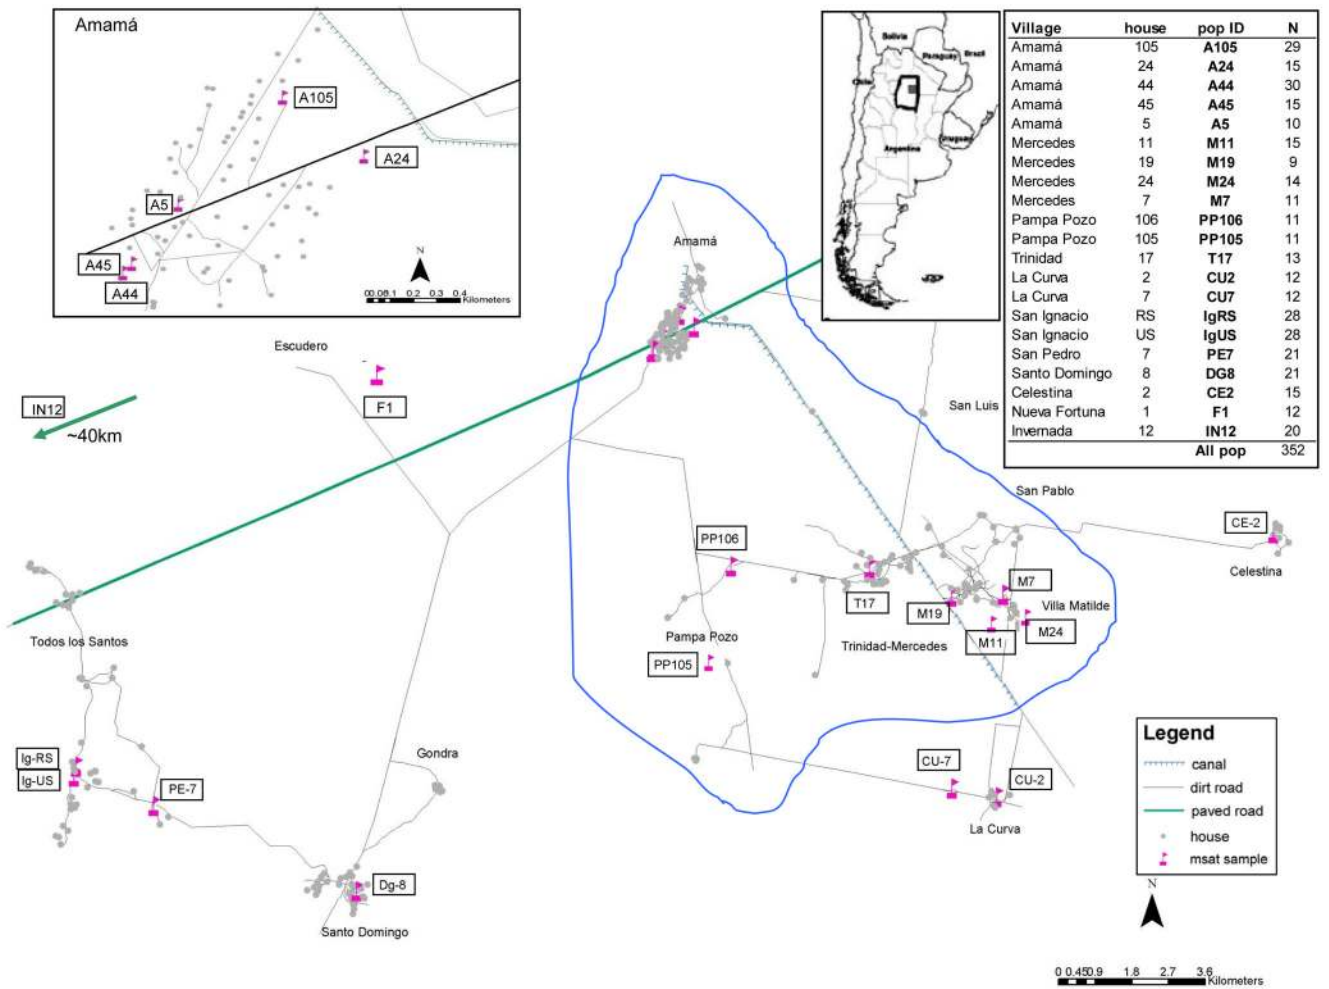 Amamá
A105
A24
A5
A45
A44
N
0.1 0.2 0.3 0.4
Kilometers
Bolivia
Paraguay
Brazil
Chile
Uruguay
Argentina
Village house pop ID N
Amamá 105 A105 29
Amamá 24 A24 15
Amamá 44 A44 30
Amamá 45 A45 15
Amamá 5 A5 10
Mercedes 11 M11 15
Mercedes 19 M19 9
Mercedes 24 M24 14
Mercedes 7 M7 11
Pampa Pozo 106 PP106 11
Pampa Pozo 105 PP105 11
Trinidad 17 T17 13
La Curva 2 CU2 12
La Curva 7 CU7 12
San Ignacio RS IgRS 28
San Ignacio US IgUS 28
San Pedro 7 PE7 21
Santo Domingo 8 DG8 21
Celestina 2 CE2 15
Nueva Fortuna 1 F1 12
Invernada 12 IN12 20
All pop 352
Amamá
Escudero
F1
IN12
~40km
San Luis
San Pablo
CE-2
Celestina
PP106
T17
M19
M7
Villa Matilde
M24
M11
Pampa Pozo
Trinidad-Mercedes
PP105
Todos los Santos
Ig-RS
Ig-US
PE-7
Gondra
CU-7
CU-2
La Curva
Dg-8
Santo Domingo
Legend
canal
dirt road
paved road
house
msat sample
N
0 0.45 0.9 1.8 2.7 3.6
Kilometers